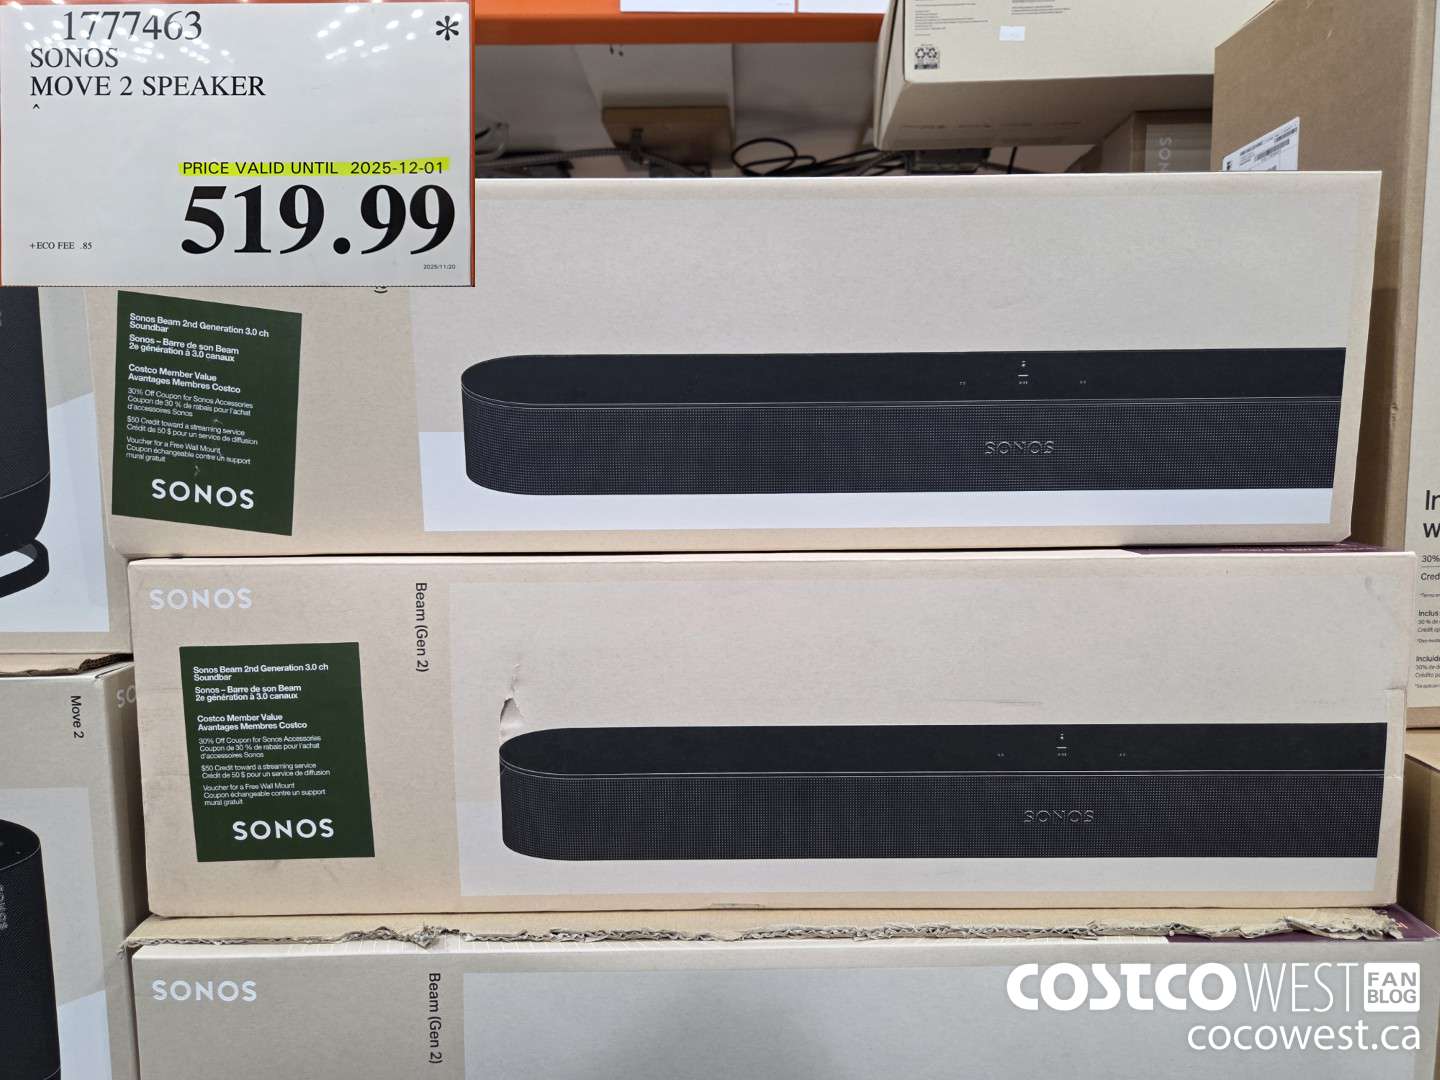 1777463 *
SONOS
MOVE 2 SPEAKER
^
PRICE VALID UNTIL 2025-12-01
519.99
+ECO FEE .85
2025/11/20
SONOS
Sonos Beam 2nd Generation 3.0 ch
Soundbar
Sonos – Barre de son Beam
2e génération à 3.0 canaux
Costco Member Value
Avantages Membres Costco
30% Off Coupon for Sonos Accessories
Coupon de 30 % de rabais pour l'achat
d'accessoires Sonos
$50 Credit toward a streaming service
Crédit de 50 $ pour un service de diffusion
Voucher for a Free Wall Mount
Coupon échangeable contre un support
mural gratuit
SONOS
SONOS
SONOS
Beam (Gen 2)
Sonos Beam 2nd Generation 3.0 ch
Soundbar
Sonos – Barre de son Beam
2e génération à 3.0 canaux
Costco Member Value
Avantages Membres Costco
30% Off Coupon for Sonos Accessories
Coupon de 30 % de rabais pour l'achat
d'accessoires Sonos
$50 Credit toward a streaming service
Crédit de 50 $ pour un service de diffusion
Voucher for a Free Wall Mount
Coupon échangeable contre un support
mural gratuit
SONOS
SONOS
Move 2
SONOS
Beam (Gen 2)
30%
Cred
Inclus
COSTCO WEST FAN BLOG
cocowest.ca